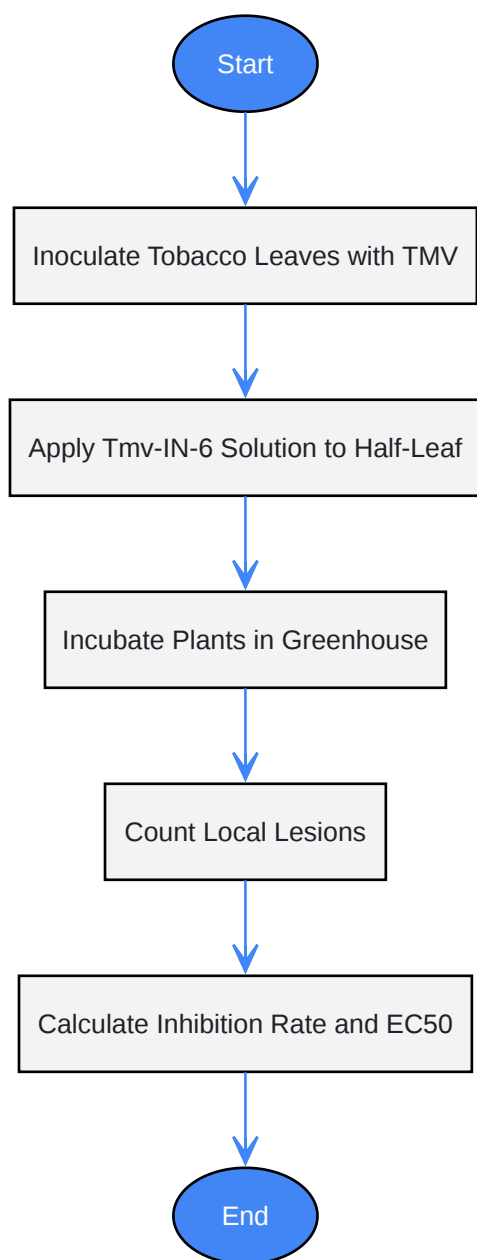 Start
Inoculate Tobacco Leaves with TMV
Apply Tmv-IN-6 Solution to Half-Leaf
Incubate Plants in Greenhouse
Count Local Lesions
Calculate Inhibition Rate and EC50
End